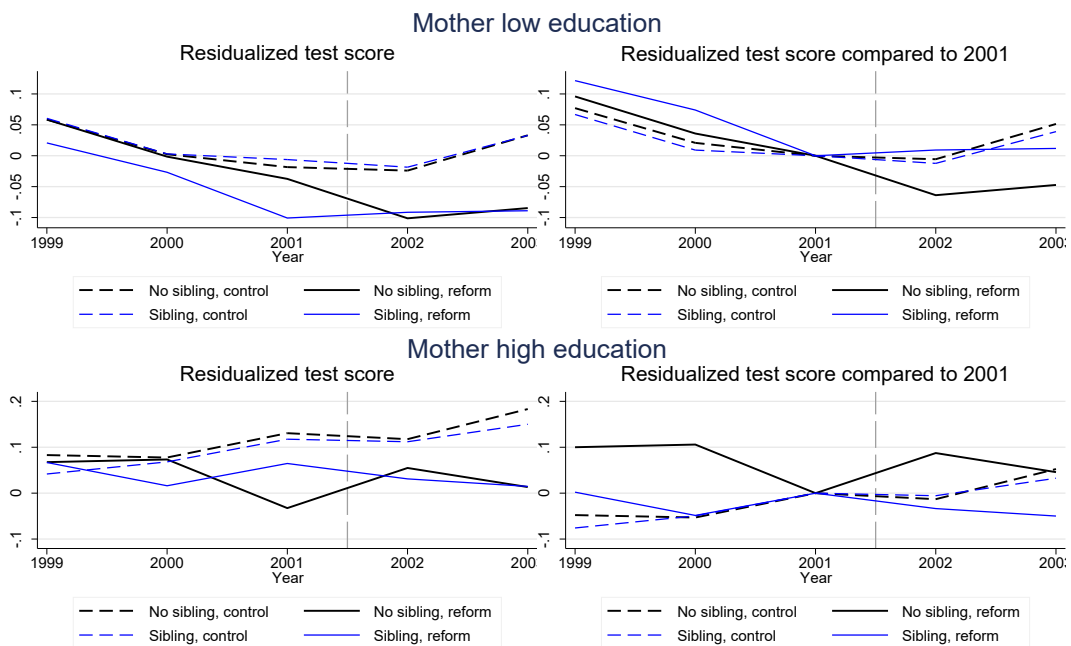 Mother low education
Residualized test score
Residualized test score compared to 2001
.1
.05
0
-.05
-.1
1999 2000 2001 2002 200
Year
.1
.05
0
-.05
-.1
1999 2000 2001 2002 2003
Year
No sibling, control No sibling, reform
Sibling, control Sibling, reform
No sibling, control No sibling, reform
Sibling, control Sibling, reform
Mother high education
Residualized test score
Residualized test score compared to 2001
.2
.1
0
-.1
1999 2000 2001 2002 200
Year
.2
.1
0
-.1
1999 2000 2001 2002 2003
Year
No sibling, control No sibling, reform
Sibling, control Sibling, reform
No sibling, control No sibling, reform
Sibling, control Sibling, reform